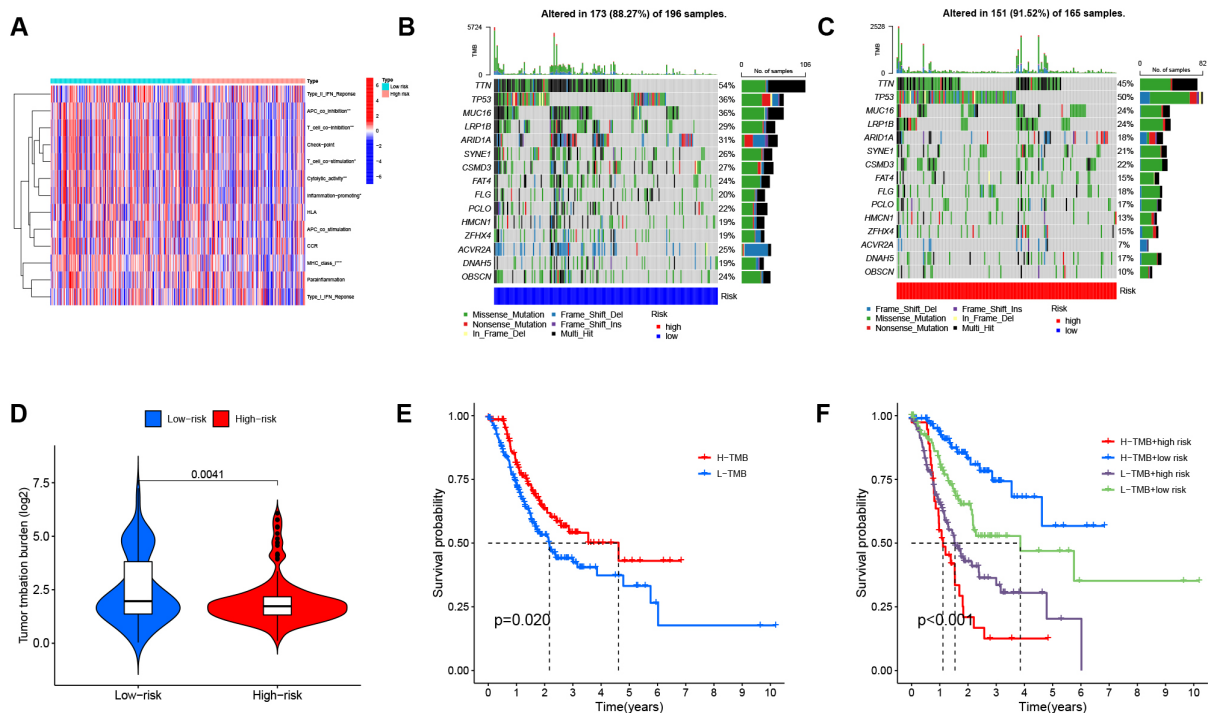 A
Type
Type_I_IFN_Reponse
APC_co_inhibition**
T_cell_co-inhibition**
Check-point
T_cell_co-stimulation*
Cytolytic_activity**
Inflammation-promoting*
HLA
APC_co_stimulation
CCR
MHC_class_I***
Parainflammation
Type_I_IFN_Reponse
6
4
2
0
−2
−4
−6
Type
Low risk
High risk
B
Altered in 173 (88.27%) of 196 samples.
5724
TMB
0
0 106
No. of samples
TTN 54%
TP53 36%
MUC16 36%
LRP1B 29%
ARID1A 31%
SYNE1 26%
CSMD3 27%
FAT4 24%
FLG 20%
PCLO 22%
HMCN1 19%
ZFHX4 19%
ACVR2A 25%
DNAH5 19%
OBSCN 24%
Risk
Missense_Mutation Frame_Shift_Del Risk
Nonsense_Mutation Frame_Shift_Ins high
In_Frame_Del Multi_Hit low
C
Altered in 151 (91.52%) of 165 samples.
2528
TMB
0
0 82
No. of samples
TTN 45%
TP53 50%
MUC16 24%
LRP1B 24%
ARID1A 18%
SYNE1 21%
CSMD3 22%
FAT4 15%
FLG 18%
PCLO 17%
HMCN1 13%
ZFHX4 15%
ACVR2A 7%
DNAH5 17%
OBSCN 10%
Risk
Frame_Shift_Del Frame_Shift_Ins Risk
Missense_Mutation In_Frame_Del high
Nonsense_Mutation Multi_Hit low
D
Low−risk High−risk
0.0041
Tumor tmbation burden (log2)
7.5
5.0
2.5
0.0
Low−risk High−risk
E
Survival probability
1.00
0.75
0.50
0.25
0.00
H−TMB
L−TMB
p=0.020
0 1 2 3 4 5 6 7 8 9 10
Time(years)
F
Survival probability
1.00
0.75
0.50
0.25
0.00
H−TMB+high risk
H−TMB+low risk
L−TMB+high risk
L−TMB+low risk
p<0.001
0 1 2 3 4 5 6 7 8 9 10
Time(years)